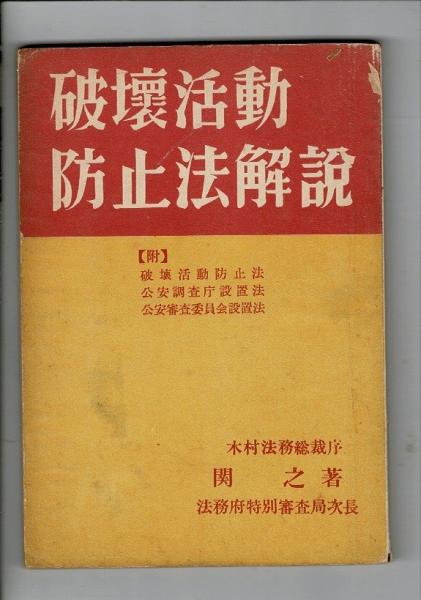 破壞活動
防止法解說
【附】
破壊活動防止法
公安調査庁設置法
公安審査委員会設置法
木村法務総裁序
関之著
法務府特別審査局次長